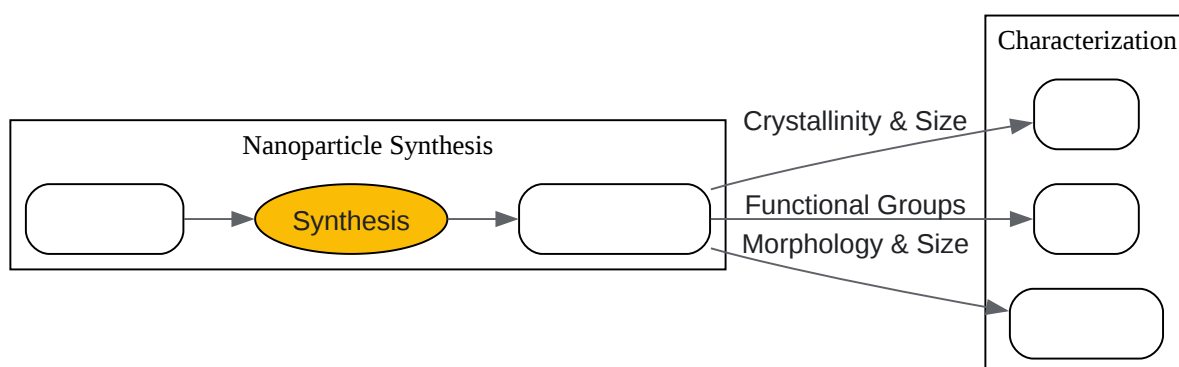 Characterization
Crystallinity & Size
Nanoparticle Synthesis
Synthesis
Functional Groups
Morphology & Size